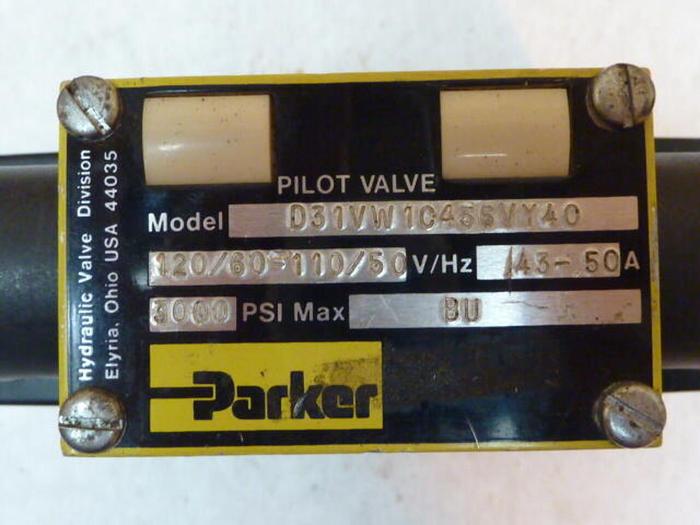 PILOT VALVE
Model D31VW10456VY40
120/60-110/50 V/Hz .43-.50 A
3000 PSI Max BU
Parker
Hydraulic Valve Division
Elyria, Ohio USA 44035